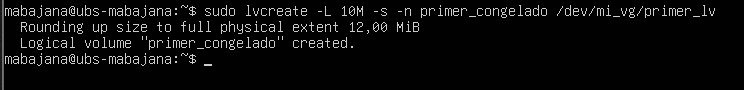 mabajana@ubs-mabajana:~$ sudo lvcreate -L 10M -s -n primer_congelado /dev/mi_vg/primer_lv
  Rounding up size to full physical extent 12,00 MiB
  Logical volume "primer_congelado" created.
mabajana@ubs-mabajana:~$ _